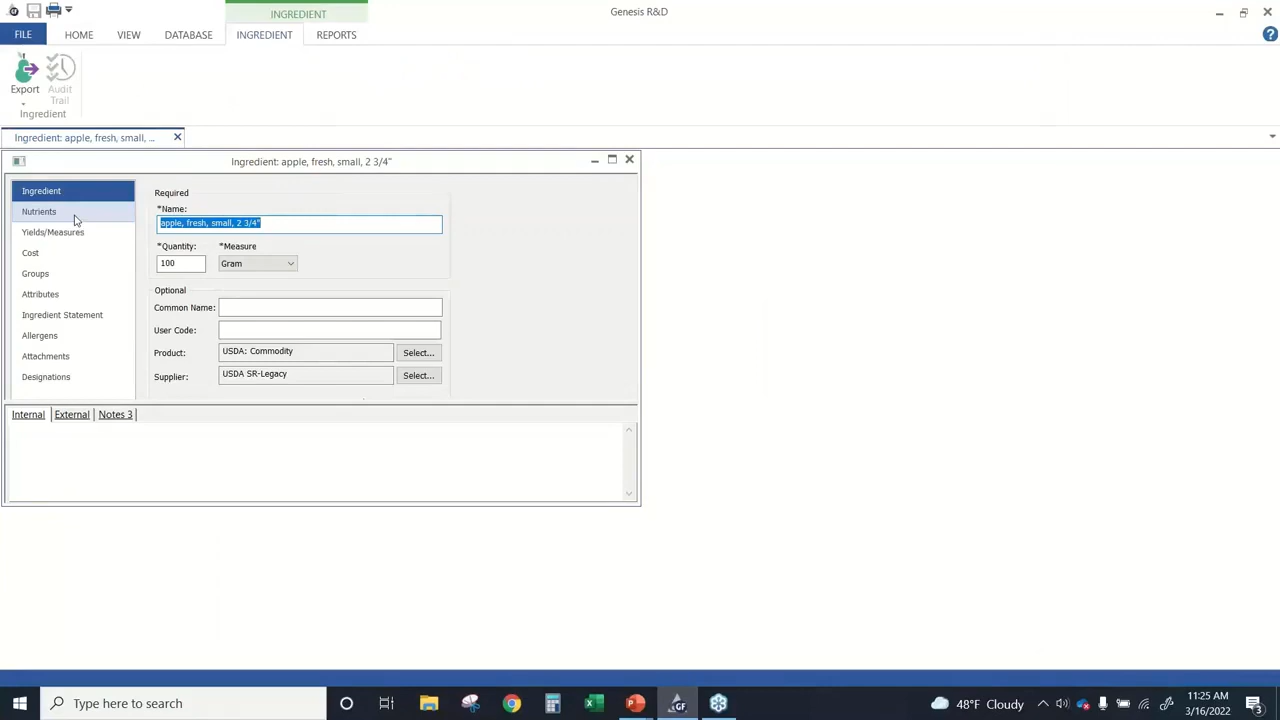 INGREDIENT
Genesis R&D
FILE
HOME
VIEW
DATABASE
INGREDIENT
REPORTS
Export
Audit
Trail
Ingredient
Ingredient: apple, fresh, small, ...
Ingredient: apple, fresh, small, 2 3/4"
Ingredient
Nutrients
Yields/Measures
Cost
Groups
Attributes
Ingredient Statement
Allergens
Attachments
Designations
Required
*Name:
apple, fresh, small, 2 3/4"
*Quantity:
*Measure
100
Gram
Optional
Common Name:
User Code:
Product:
USDA: Commodity
Select...
Supplier:
USDA SR-Legacy
Select...
Internal
External
Notes 3
Type here to search
48°F Cloudy
11:25 AM
3/16/2022
3